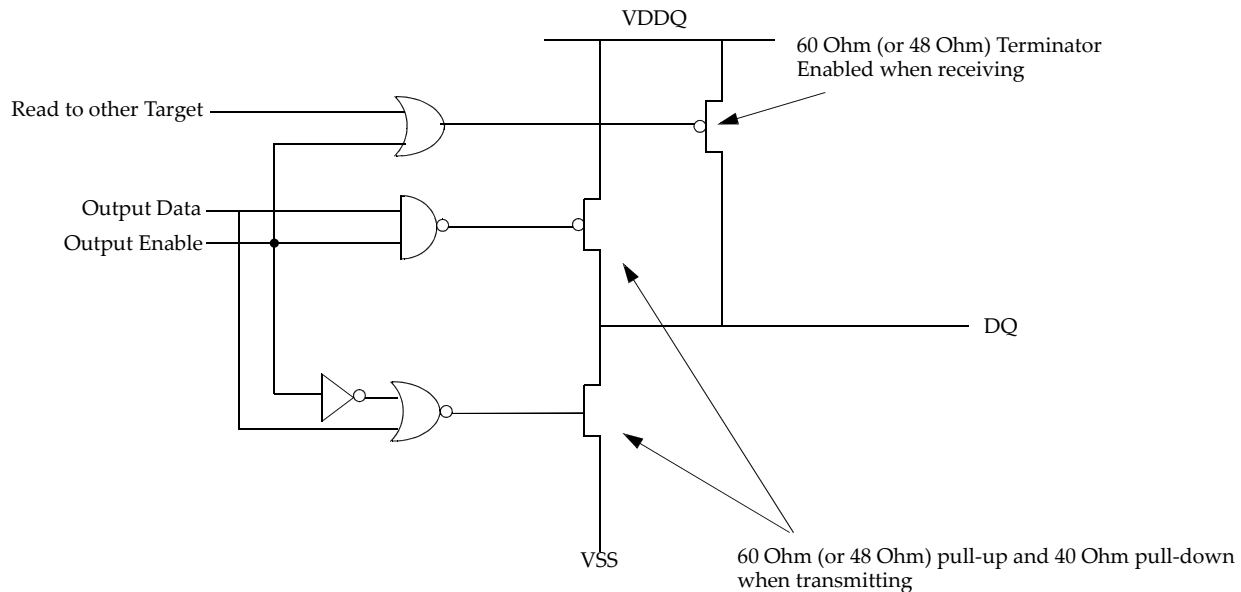 VDDQ
60 Ohm (or 48 Ohm) Terminator
Enabled when receiving
Read to other Target
Output Data
Output Enable
DQ
VSS
60 Ohm (or 48 Ohm) pull-up and 40 Ohm pull-down
when transmitting